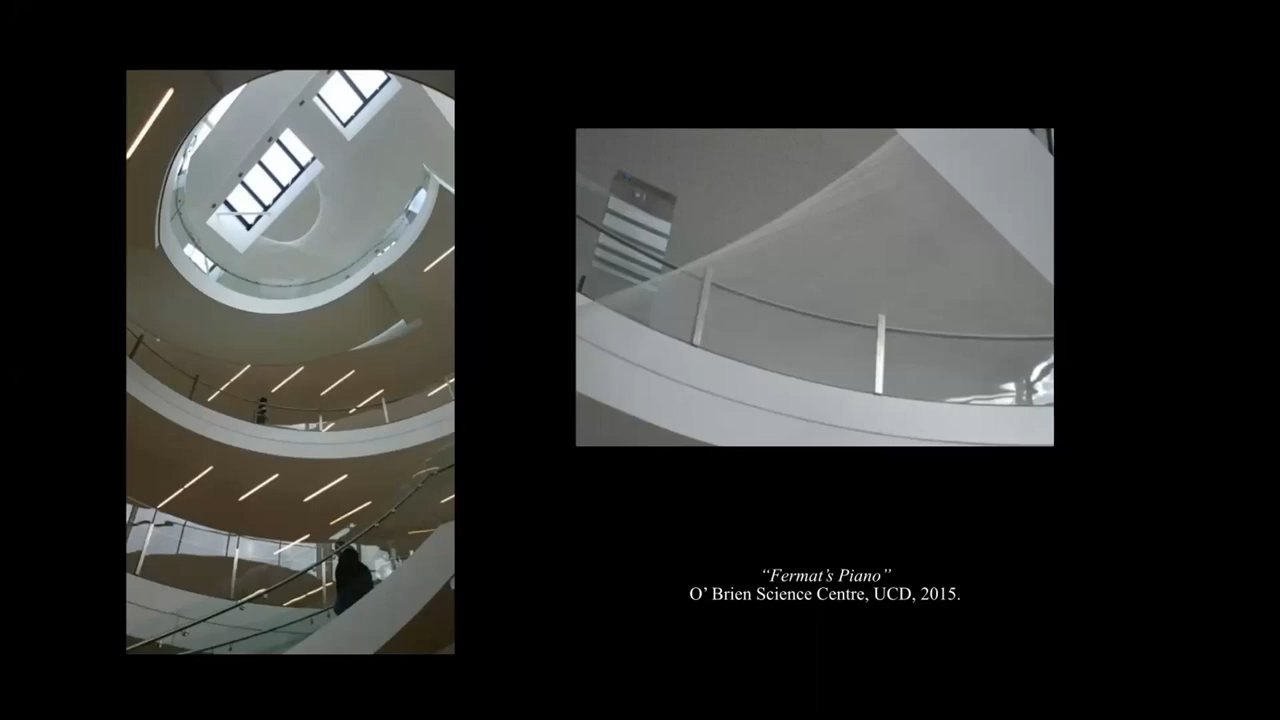 “Fermat’s Piano”
O’ Brien Science Centre, UCD, 2015.